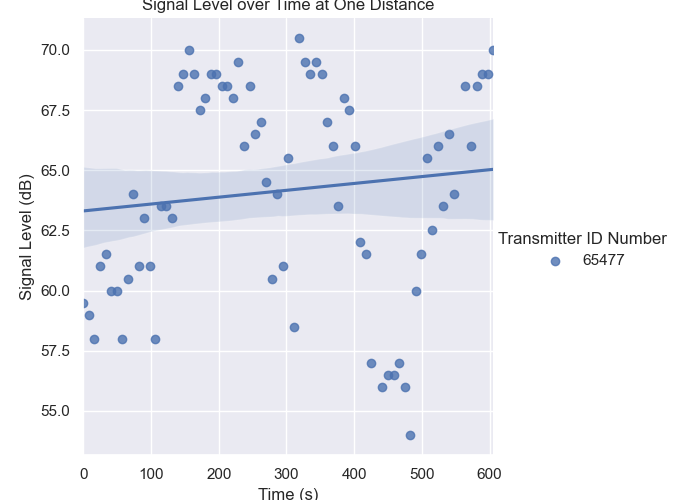 Signal Level over Time at One Distance
70.0
67.5
65.0
62.5
60.0
57.5
55.0
Signal Level (dB)
0 100 200 300 400 500 600
Time (s)
Transmitter ID Number
65477